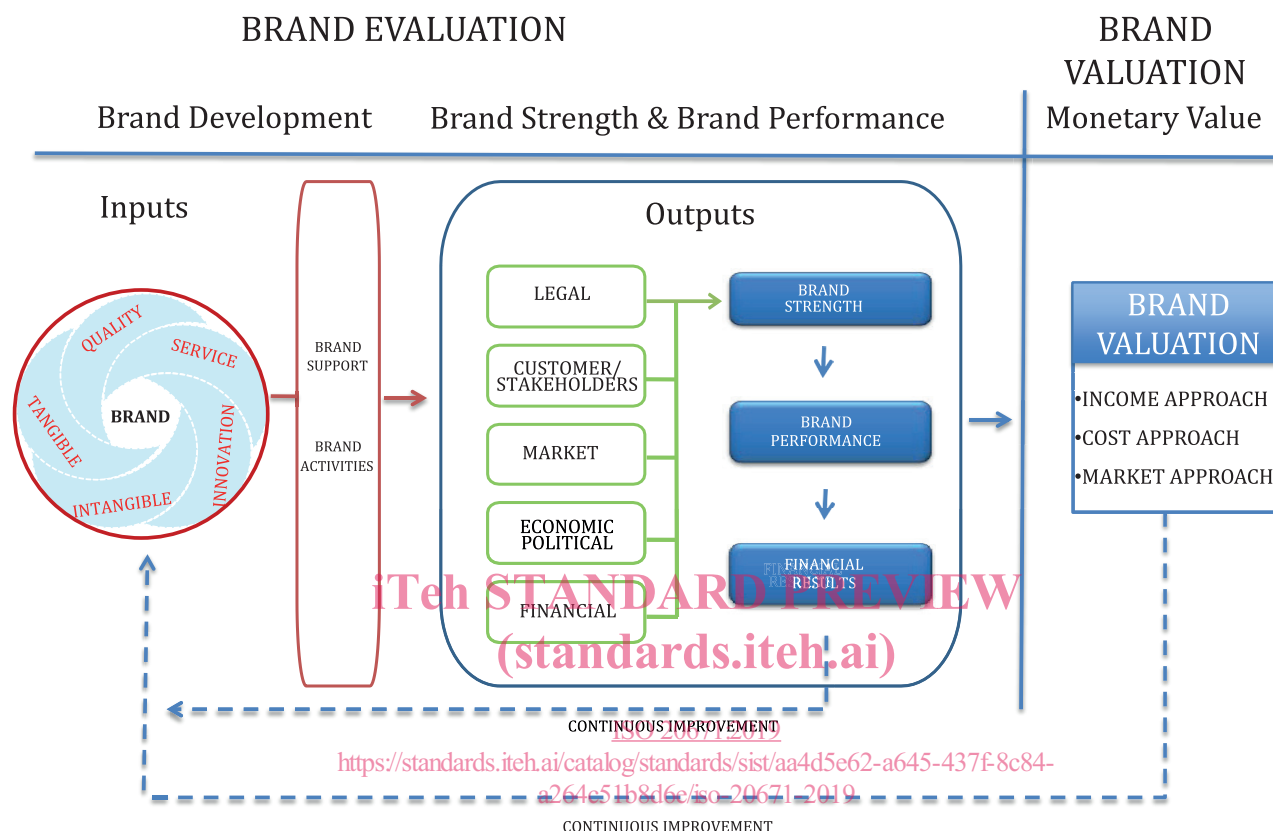 BRAND EVALUATION
BRAND
VALUATION
Brand Development
Brand Strength & Brand Performance
Monetary Value
Inputs
Outputs
QUALITY
SERVICE
TANGIBLE
BRAND
INNOVATION
INTANGIBLE
BRAND
SUPPORT
BRAND
ACTIVITIES
LEGAL
CUSTOMER/
STAKEHOLDERS
MARKET
ECONOMIC
POLITICAL
FINANCIAL
BRAND
STRENGTH
BRAND
PERFORMANCE
FINANCIAL
RESULTS
BRAND
VALUATION
•INCOME APPROACH
•COST APPROACH
•MARKET APPROACH
iTeh STANDARD PREVIEW
(standards.iteh.ai)
CONTINUOUS IMPROVEMENT
ISO 20671:2019
https://standards.iteh.ai/catalog/standards/sist/aa4d5e62-a645-437f-8c84-
a264c51b8d6e/iso-20671-2019
CONTINUOUS IMPROVEMENT